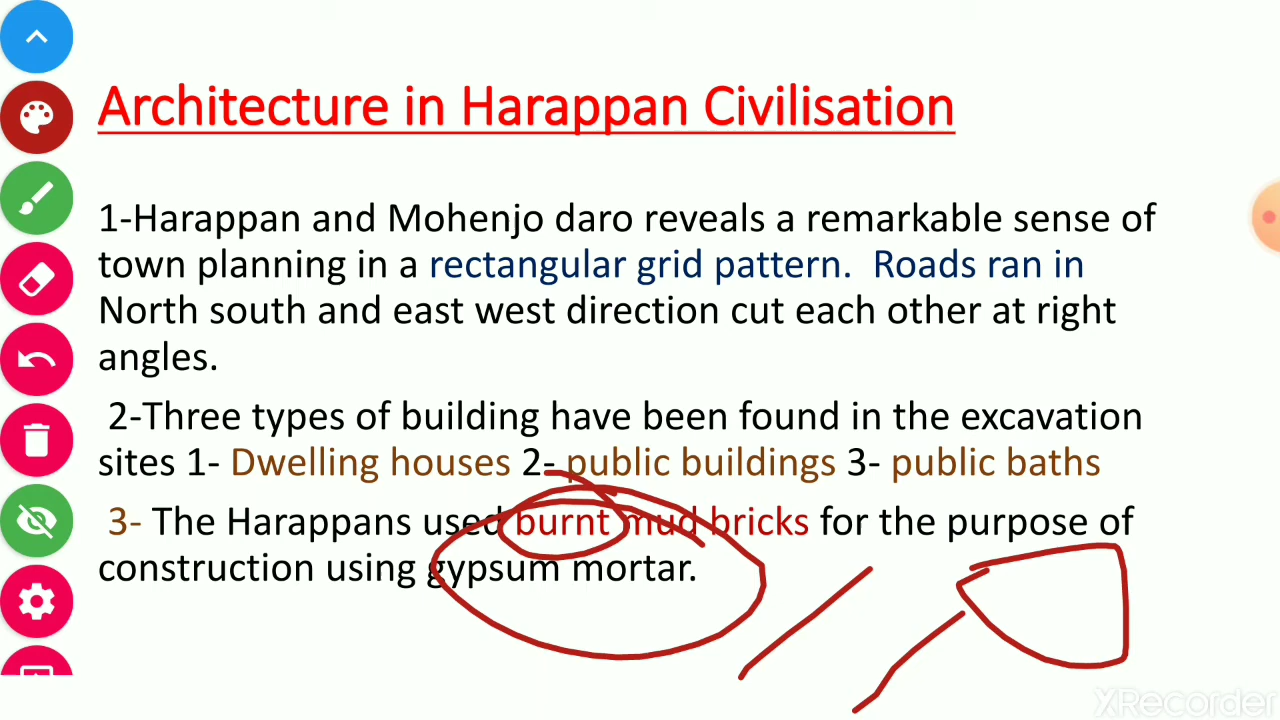 Architecture in Harappan Civilisation
1-Harappan and Mohenjo daro reveals a remarkable sense of
town planning in a rectangular grid pattern.  Roads ran in
North south and east west direction cut each other at right
angles.
2-Three types of building have been found in the excavation
sites 1- Dwelling houses 2- public buildings 3- public baths
3- The Harappans used burnt mud bricks for the purpose of
construction using gypsum mortar.
XRecorder